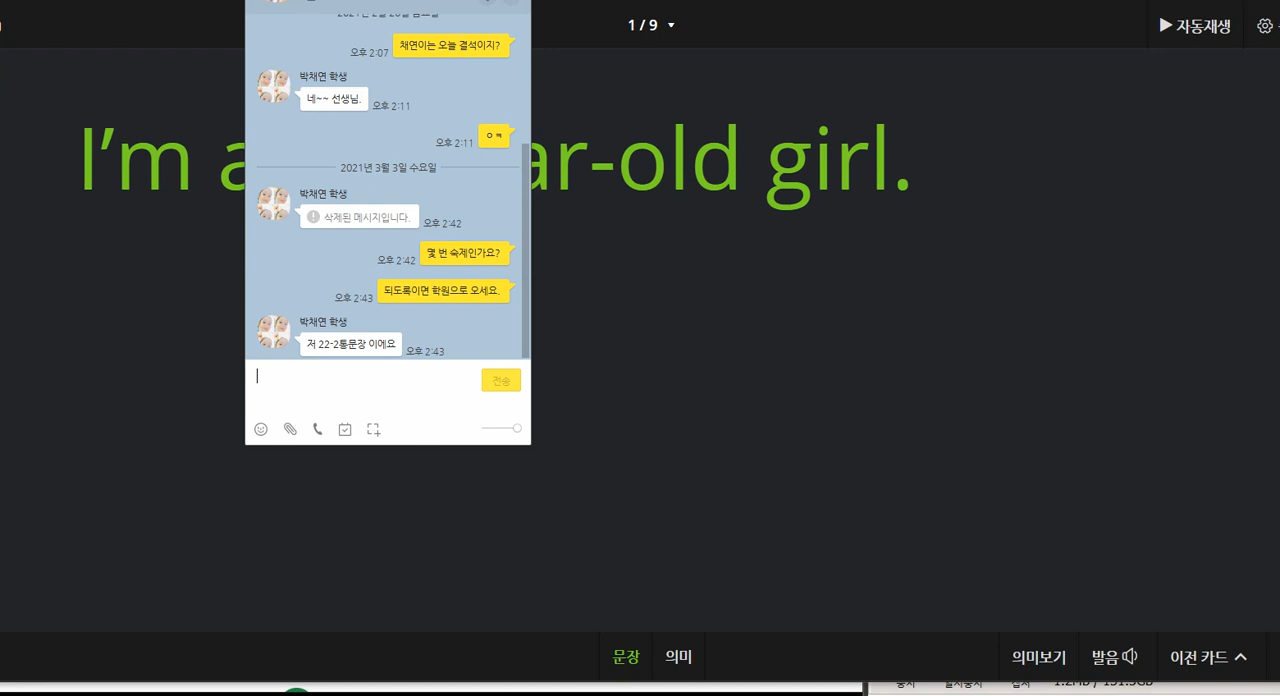 1 / 9
자동재생
채연이는 오늘 결석이지?
오후 2:07
박채연 학생
네~~ 선생님.
오후 2:11
ㅇㅋ
오후 2:11
2021년 3월 3일 수요일
박채연 학생
삭제된 메시지입니다.
오후 2:42
몇 번 숙제인가요?
오후 2:42
되도록이면 학원으로 오세요.
오후 2:43
박채연 학생
저 22-2통문장 이에요
오후 2:43
전송
I’m a ar-old girl.
문장
의미
의미보기
발음
이전 카드